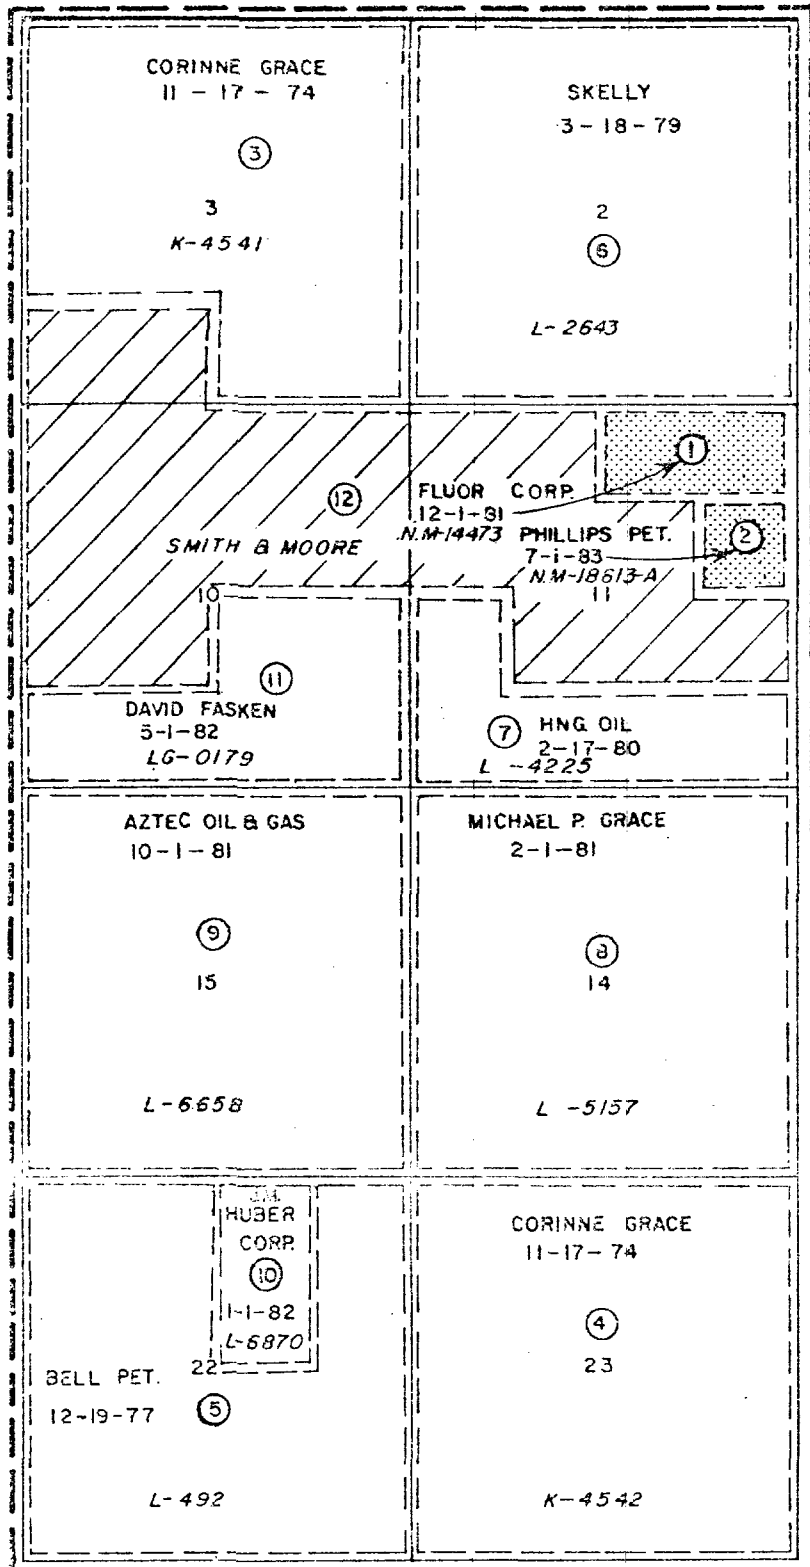 CORINNE GRACE
11 - 17 - 74
3
3
K-4541
SKELLY
3-18-79
2
6
L-2643
1
FLUOR CORP.
12-1-81
N.M-14473
12
SMITH & MOORE
PHILLIPS PET.
7-1-83
NM-18613-A
2
11
10
11
DAVID FASKEN
5-1-82
LG-0179
7
HNG. OIL
2-17-80
L -4225
AZTEC OIL & GAS
10-1-81
9
15
L-6658
MICHAEL P. GRACE
2-1-81
8
14
L -5157
J.M.
HUBER
CORP.
10
1-1-82
L-6870
22
BELL PET.
12-19-77
5
L-492
CORINNE GRACE
11-17-74
4
23
K-4542